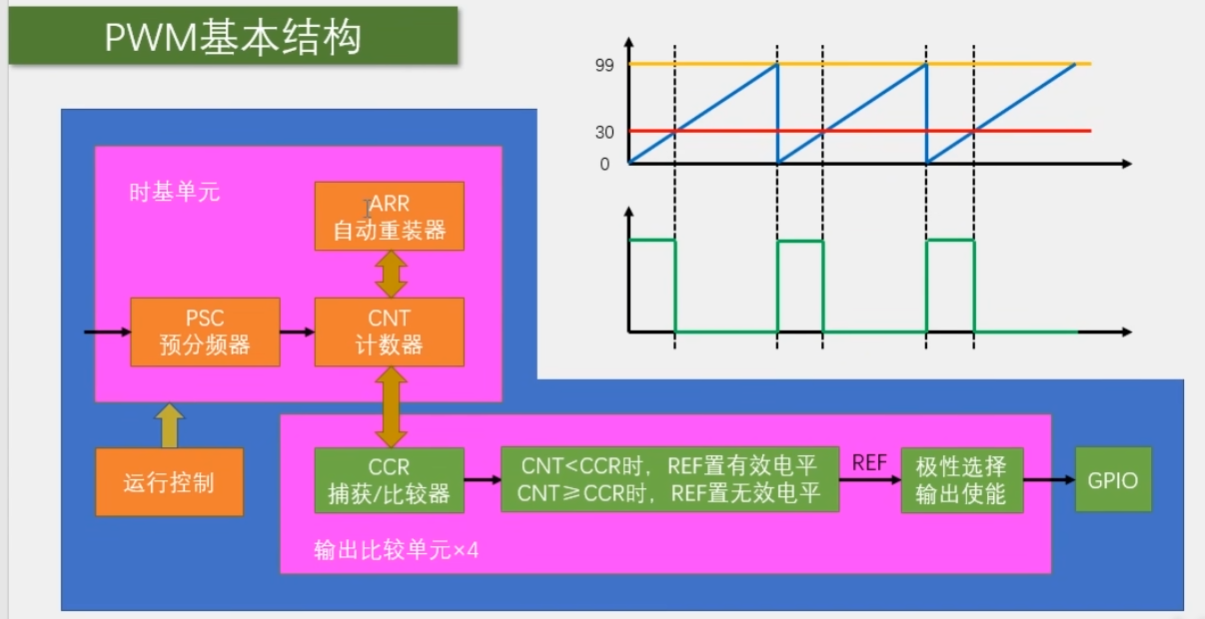 PWM基本结构
99
30
0
时基单元
ARR
自动重装器
PSC
预分频器
CNT
计数器
运行控制
CCR
捕获/比较器
CNT<CCR时，REF置有效电平
CNT≥CCR时，REF置无效电平
REF
极性选择
输出使能
GPIO
输出比较单元×4